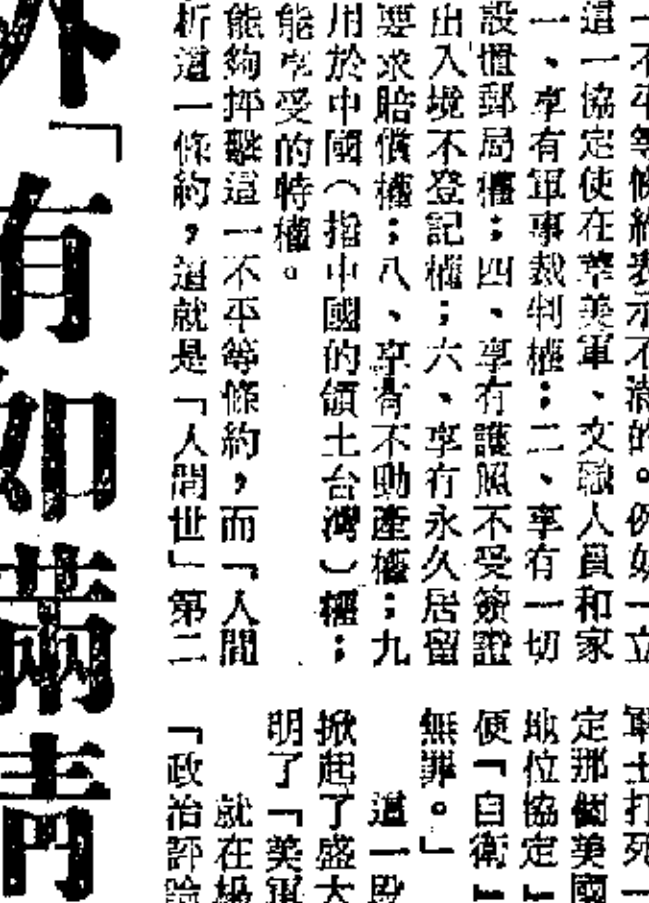 一不平等條約表示不滿的。例如一立
這一協定使在華美軍、文職人員和家
一、享有軍事裁判權；二、享有一切
設置郵局權；四、享有護照不受簽證
出入境不登記權；六、享有永久居留
要求賠償權；八、享有不動產權；九
用於中國（指中國的領土台灣）權；
能享受的特權。
能夠抨擊這一不平等條約，而「人間
析這一條約，這就是「人間世」第二
軍士打死一
定那個美國
地位協定」
便「自衛」
無罪。」
這一段
掀起了盛大
明了「美軍
就在
「政治評論
「有如